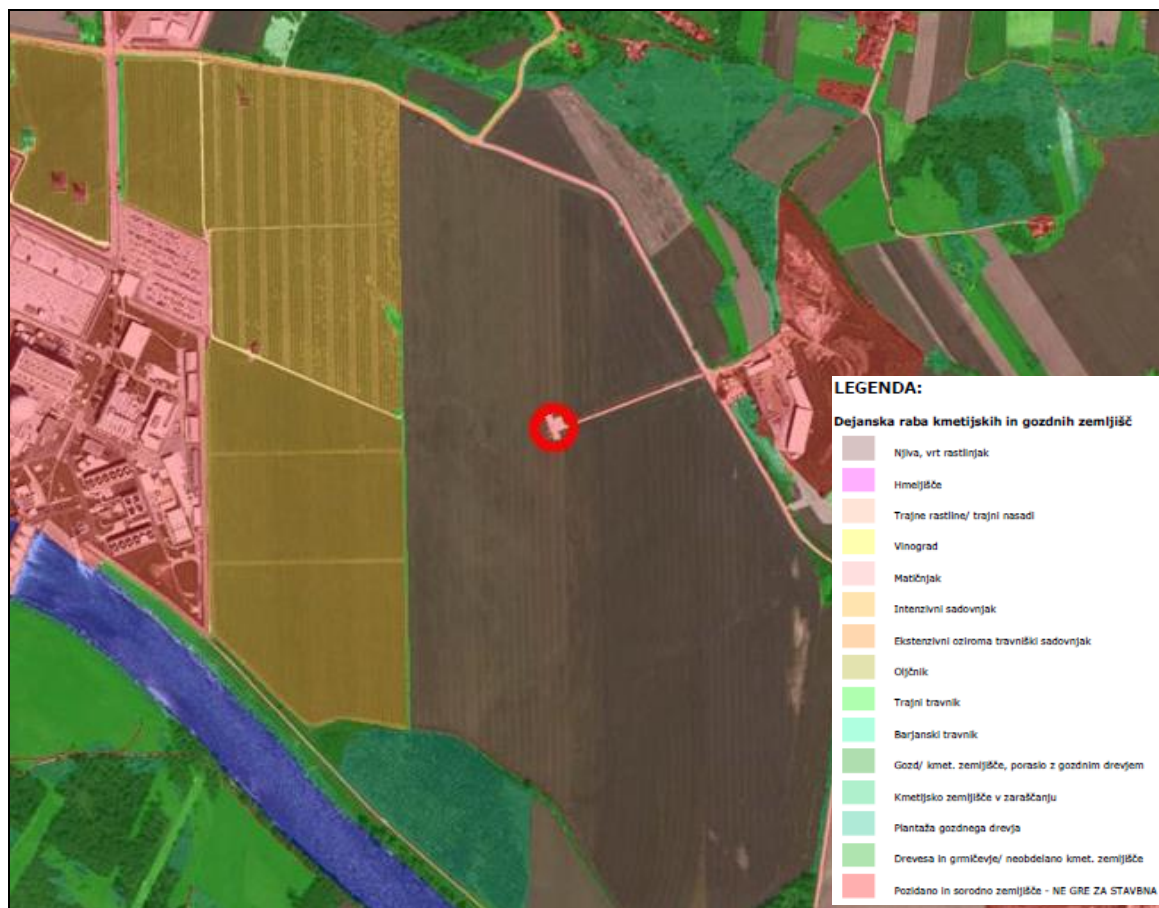 LEGENDA:
Dejanska raba kmetijskih in gozdnih zemljišč
Njiva, vrt rastlinjak
Hmeljišče
Trajne rastline/ trajni nasadi
Vinograd
Matičnjak
Intenzivni sadovnjak
Ekstenzivni oziroma travniški sadovnjak
Oljčnik
Trajni travnik
Barjanski travnik
Gozd/ kmet. zemljišče, poraslo z gozdnim drevjem
Kmetijsko zemljišče v zaraščanju
Plantaža gozdnega drevja
Drevesa in grmičevje/ neobdelano kmet. zemljišče
Pozidano in sorodno zemljišče - NE GRE ZA STAVBNA